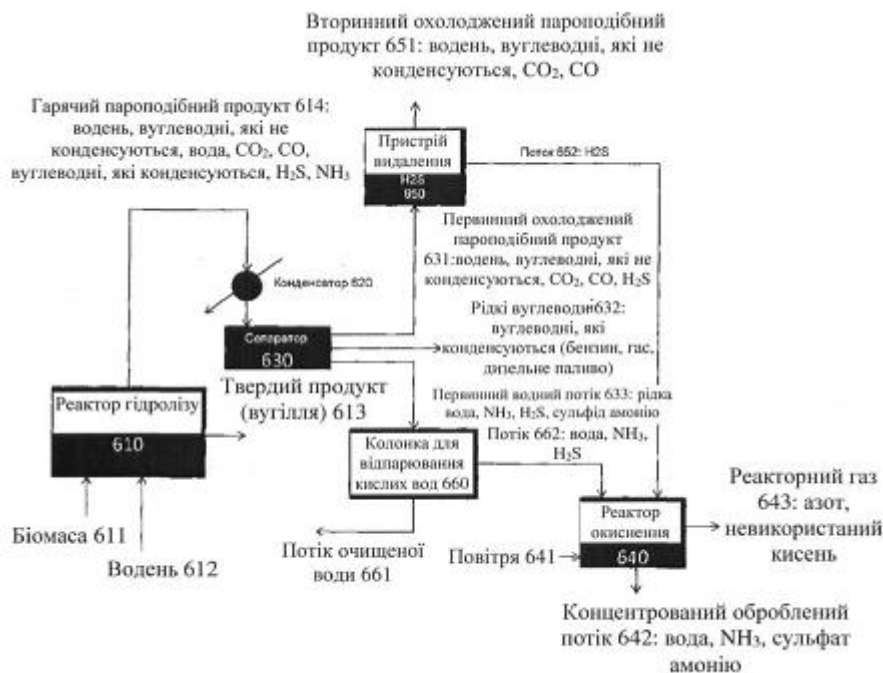 Вторинний охолоджений пароподібний
продукт 651: водень, вуглеводні, які не
конденсуються, CO₂, CO
Гарячий пароподібний продукт 614:
водень, вуглеводні, які не
конденсуються, вода, CO₂, CO,
вуглеводні, які конденсуються, H₂S, NH₃
Пристрій
видалення
H2S
650
Поток 652: H2S
Первинний охолоджений
пароподібний продукт
631:водень, вуглеводні, які не
конденсуються, CO₂, CO, H₂S
Конденсатор 620
Рідкі вуглеводні632:
вуглеводні, які
конденсуються (бензин, гас,
дизельне паливо)
Сепаратор
630
Твердий продукт
(вугілля) 613
Первинний водний потік 633: рідка
вода, NH₃, H₂S, сульфід амонію
Реактор гідролізу
610
Потік 662: вода, NH₃,
H₂S
Колонка для
відпарювання
кислих вод 660
Реакторний газ
643: азот,
невикористаний
кисень
Реактор
окиснення
640
Біомаса 611
Водень 612
Потік очищеної
води 661
Повітря 641
Концентрований оброблений
потік 642: вода, NH₃, сульфат
амонію